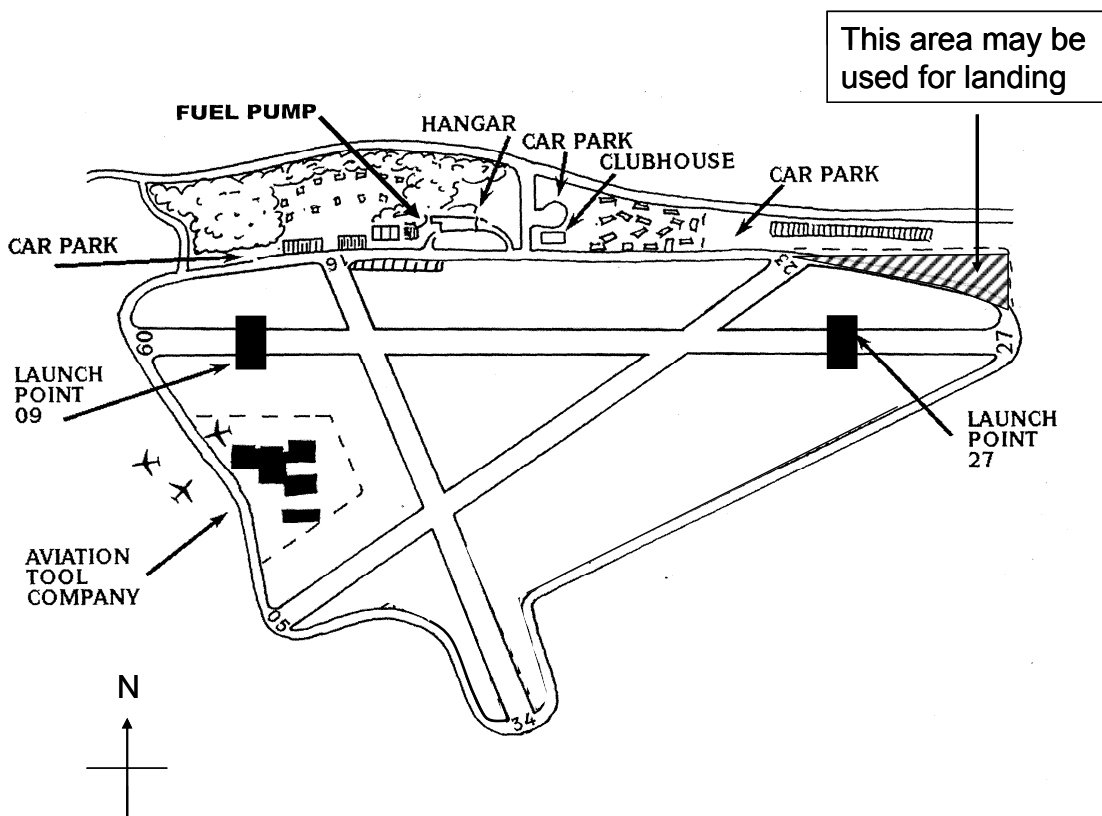 This area may be
used for landing
FUEL PUMP
HANGAR
CAR PARK
CLUBHOUSE
CAR PARK
CAR PARK
16
23
09
27
LAUNCH
POINT
09
LAUNCH
POINT
27
AVIATION
TOOL
COMPANY
05
34
N